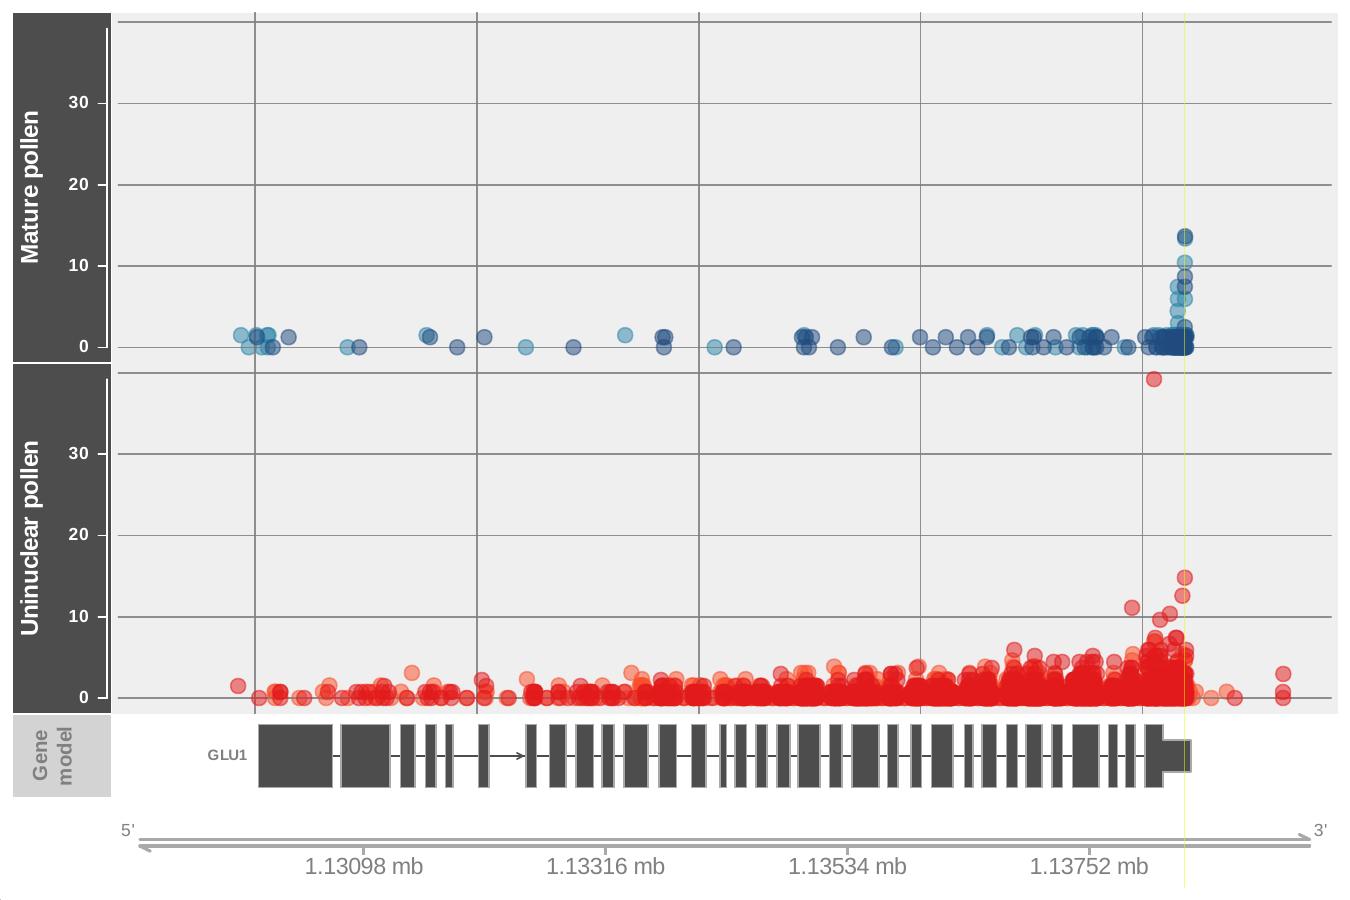 Mature pollen
30
20
10
0
Uninuclear pollen
30
20
10
0
Gene
model
GLU1
5'
3'
1.13098 mb
1.13316 mb
1.13534 mb
1.13752 mb